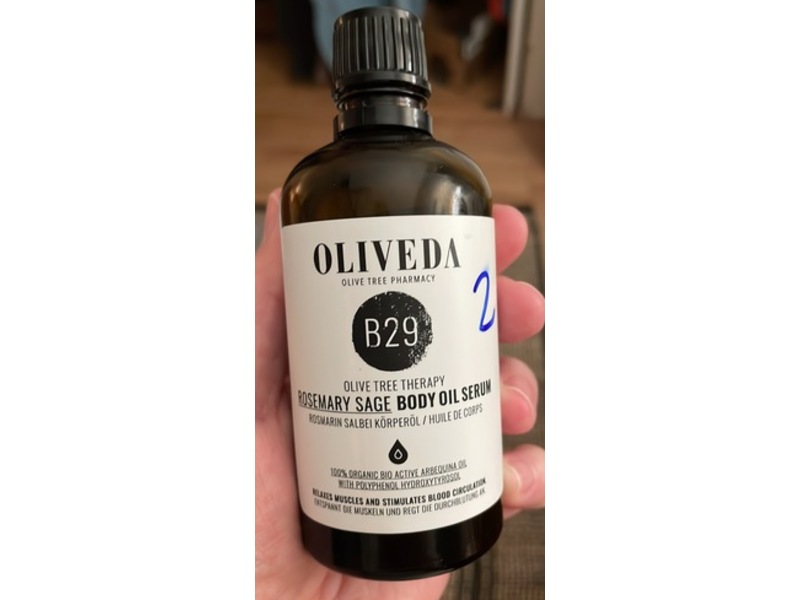 OLIVEDA
OLIVE TREE PHARMACY
2
B29
OLIVE TREE THERAPY
ROSEMARY SAGE BODY OIL SERUM
ROSMARIN SALBEI KÖRPERÖL / HUILE DE CORPS
100% ORGANIC BIO ACTIVE ARBEQUINA OIL
WITH POLYPHENOL HYDROXYTYROSOL
RELAXES MUSCLES AND STIMULATES BLOOD CIRCULATION.
ENTSPANNT DIE MUSKELN UND REGT DIE DURCHBLUTUNG AN.